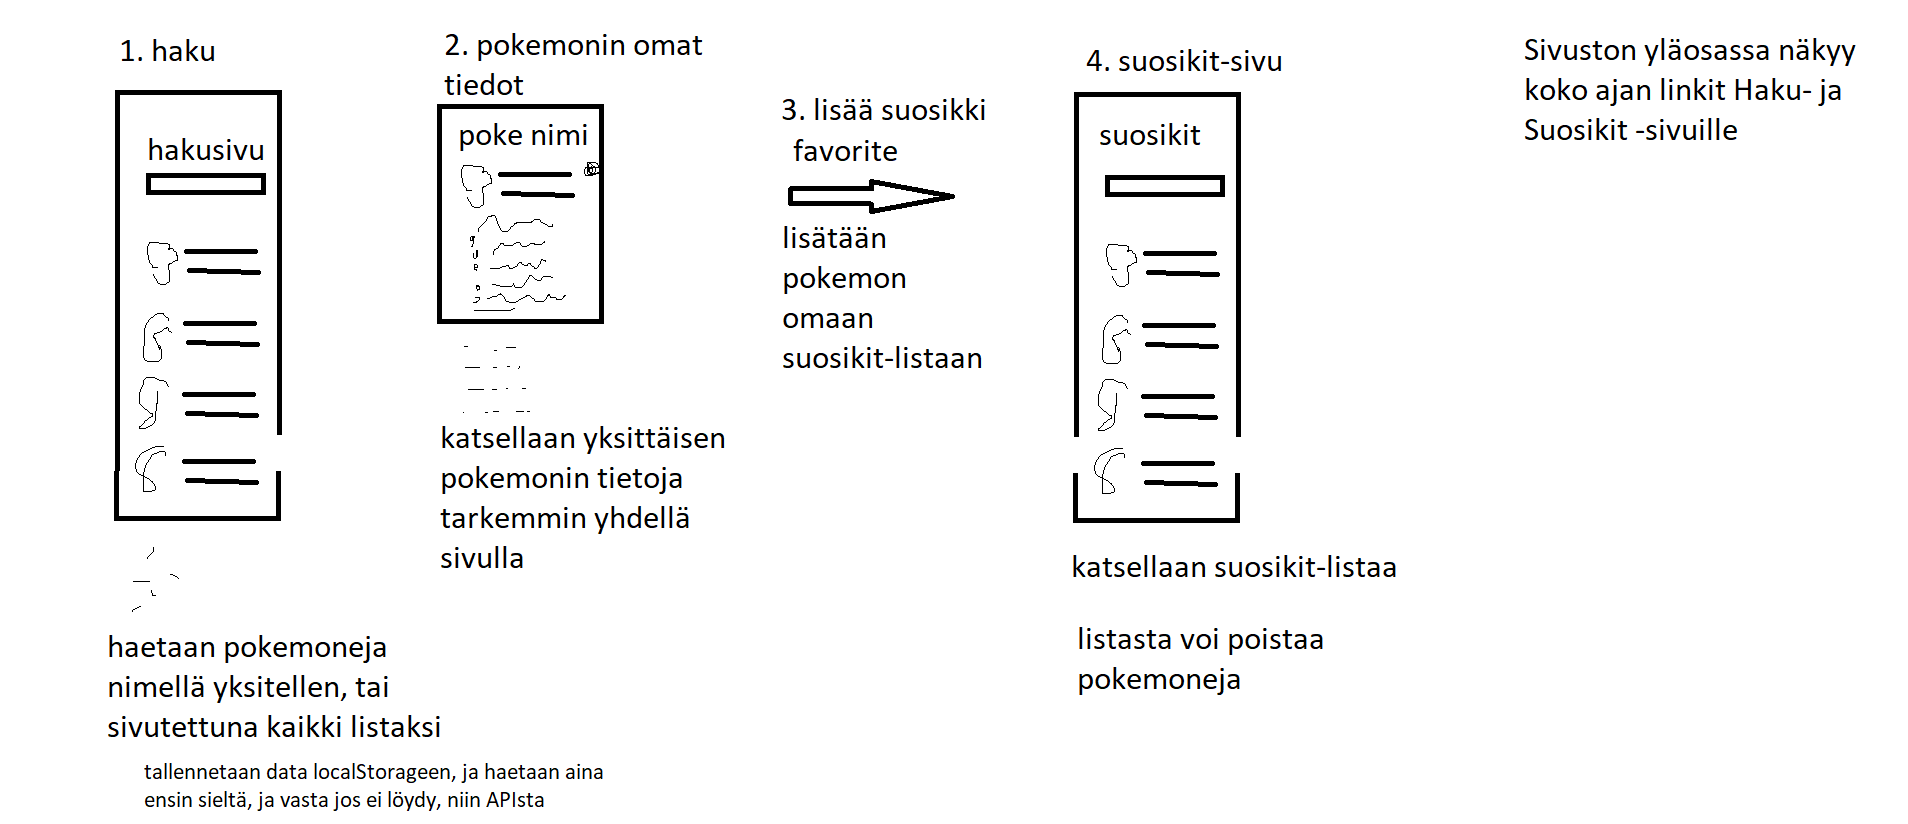 1. haku
hakusivu
haetaan pokemoneja
nimellä yksitellen, tai
sivutettuna kaikki listaksi
tallennetaan data localStorageen, ja haetaan aina
ensin sieltä, ja vasta jos ei löydy, niin APIsta
2. pokemonin omat
tiedot
poke nimi
katsellaan yksittäisen
pokemonin tietoja
tarkemmin yhdellä
sivulla
3. lisää suosikki
favorite
lisätään
pokemon
omaan
suosikit-listaan
4. suosikit-sivu
suosikit
katsellaan suosikit-listaa
listasta voi poistaa
pokemoneja
Sivuston yläosassa näkyy
koko ajan linkit Haku- ja
Suosikit -sivuille